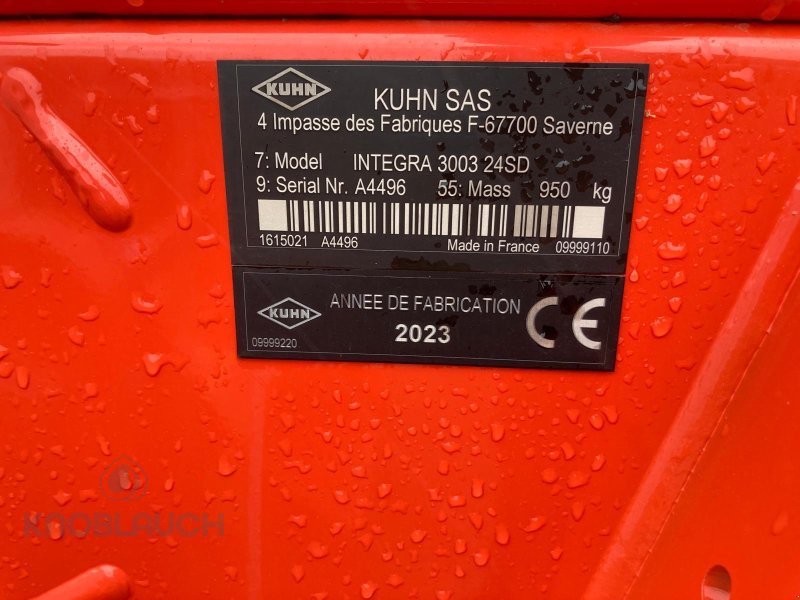 KUHN
KUHN SAS
4 Impasse des Fabriques F-67700 Saverne
7: Model INTEGRA 3003 24SD
9: Serial Nr. A4496 55: Mass 950 kg
1615021 A4496 Made in France 09999110
KUHN
ANNEE DE FABRICATION
2023
CE
09999220
KNOBLAUCH